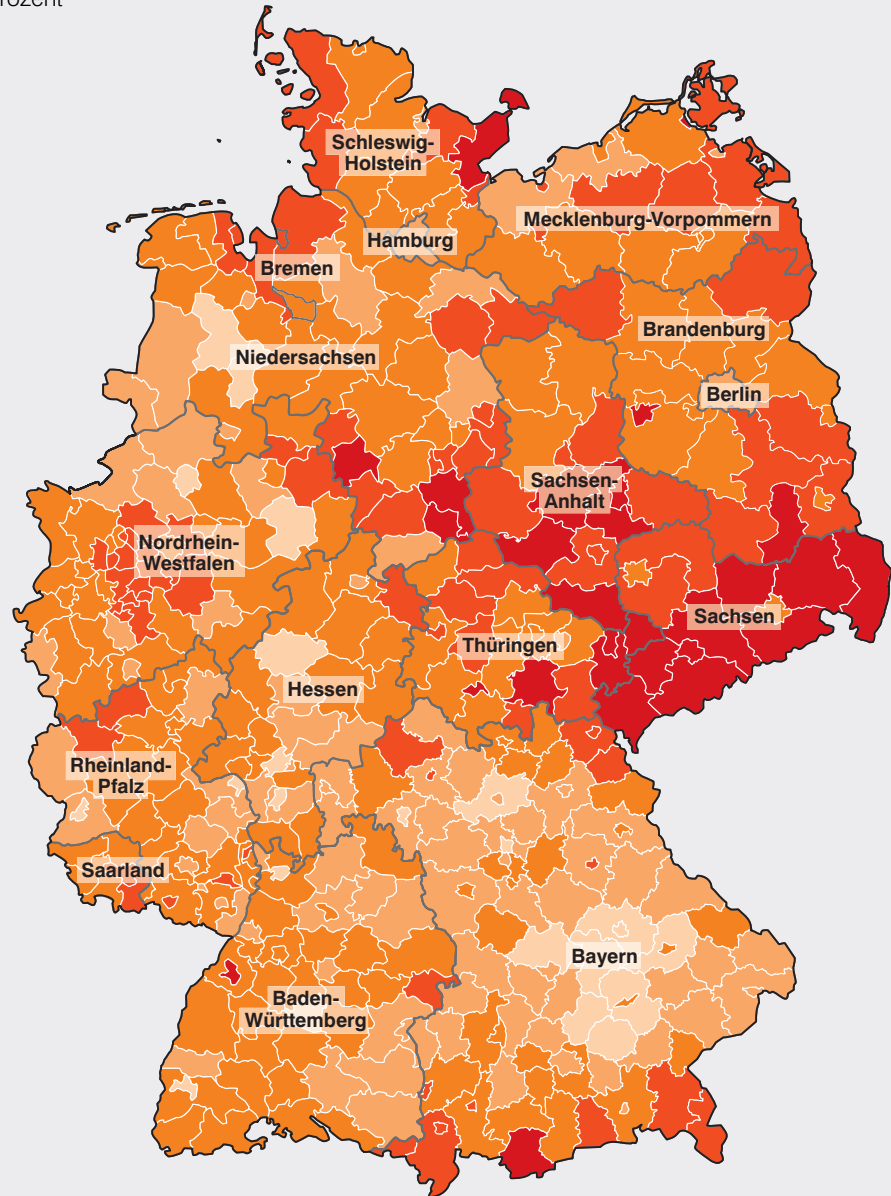 Schleswig-
Holstein
Mecklenburg-Vorpommern
Hamburg
Bremen
Brandenburg
Niedersachsen
Berlin
Sachsen-
Anhalt
Nordrhein-
Westfalen
Sachsen
Thüringen
Hessen
Rheinland-
Pfalz
Saarland
Bayern
Baden-
Württemberg